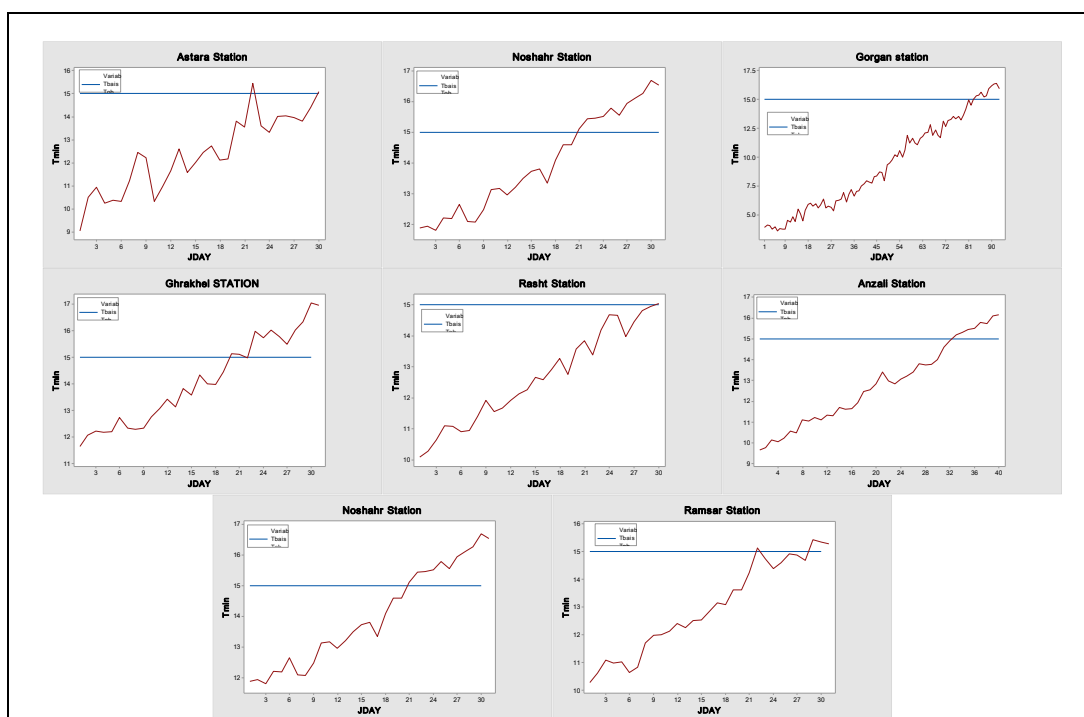 Astara Station
Variab
Tbais
16
15
14
13
12
11
10
9
Tmin
3 6 9 12 15 18 21 24 27 30
JDAY
Noshahr Station
Variab
Tbais
17
16
15
14
13
12
Tmin
3 6 9 12 15 18 21 24 27 30
JDAY
Gorgan station
Variab
Tbais
17.5
15.0
12.5
10.0
7.5
5.0
Tmin
1 9 18 27 36 45 54 63 72 81 90
JDAY
Ghrakhel STATION
Variab
Tbais
17
16
15
14
13
12
11
Tmin
3 6 9 12 15 18 21 24 27 30
JDAY
Rasht Station
Variab
Tbais
15
14
13
12
11
10
Tmin
3 6 9 12 15 18 21 24 27 30
JDAY
Anzali Station
Variab
Tbais
17
16
15
14
13
12
11
10
9
Tmin
4 8 12 16 20 24 28 32 36 40
JDAY
Noshahr Station
Variab
Tbais
17
16
15
14
13
12
Tmin
3 6 9 12 15 18 21 24 27 30
JDAY
Ramsar Station
Variab
Tbais
16
15
14
13
12
11
10
Tmin
3 6 9 12 15 18 21 24 27 30
JDAY